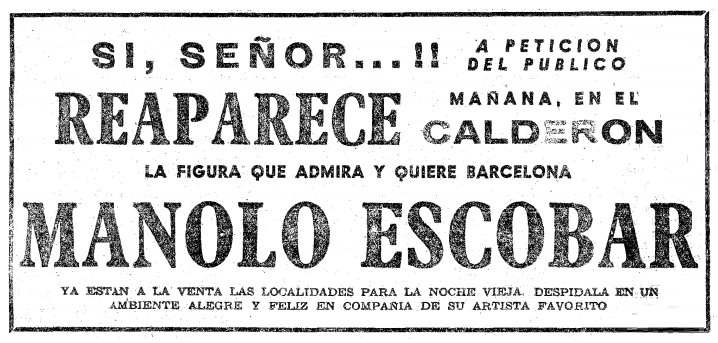 SI, SEÑOR...!!
A PETICION
DEL PUBLICO
REAPARECE
MAÑANA, EN EL
CALDERON
LA FIGURA QUE ADMIRA Y QUIERE BARCELONA
MANOLO ESCOBAR
YA ESTAN A LA VENTA LAS LOCALIDADES PARA LA NOCHE VIEJA. DESPIDALA EN UN
AMBIENTE ALEGRE Y FELIZ EN COMPAÑIA DE SU ARTISTA FAVORITO